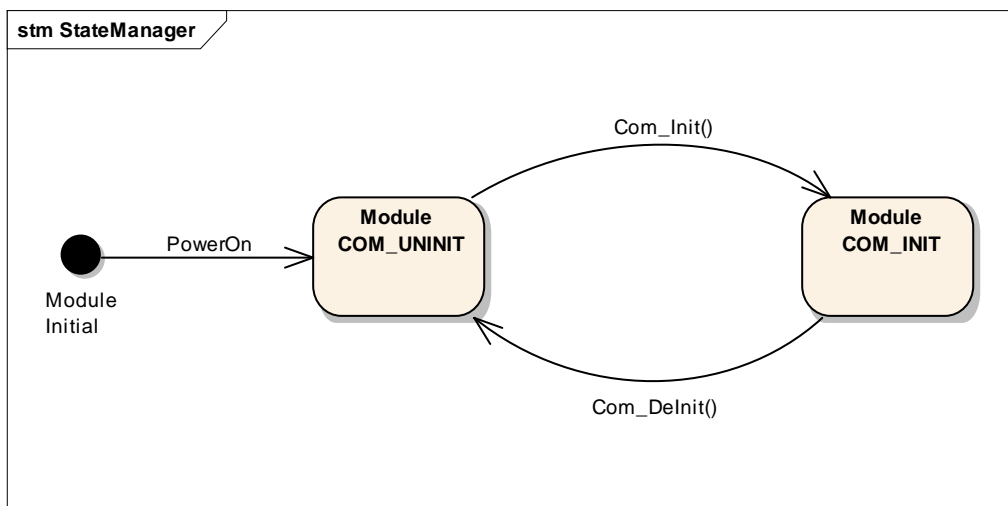 stm StateManager
Com_Init()
Module
COM_UNINIT
Module
COM_INIT
PowerOn
Module
Initial
Com_DeInit()